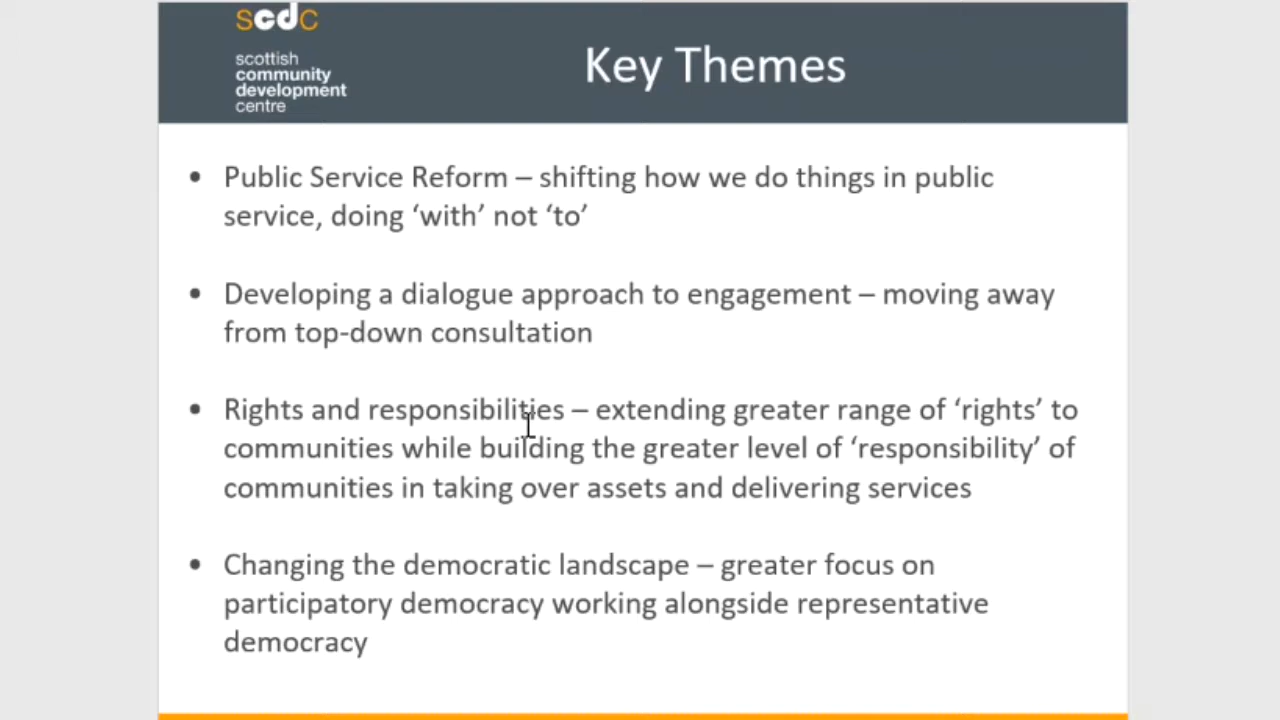 scdc
scottish
community
development
centre
Key Themes
• Public Service Reform – shifting how we do things in public
service, doing ‘with’ not ‘to’
• Developing a dialogue approach to engagement – moving away
from top-down consultation
• Rights and responsibilities – extending greater range of ‘rights’ to
communities while building the greater level of ‘responsibility’ of
communities in taking over assets and delivering services
• Changing the democratic landscape – greater focus on
participatory democracy working alongside representative
democracy